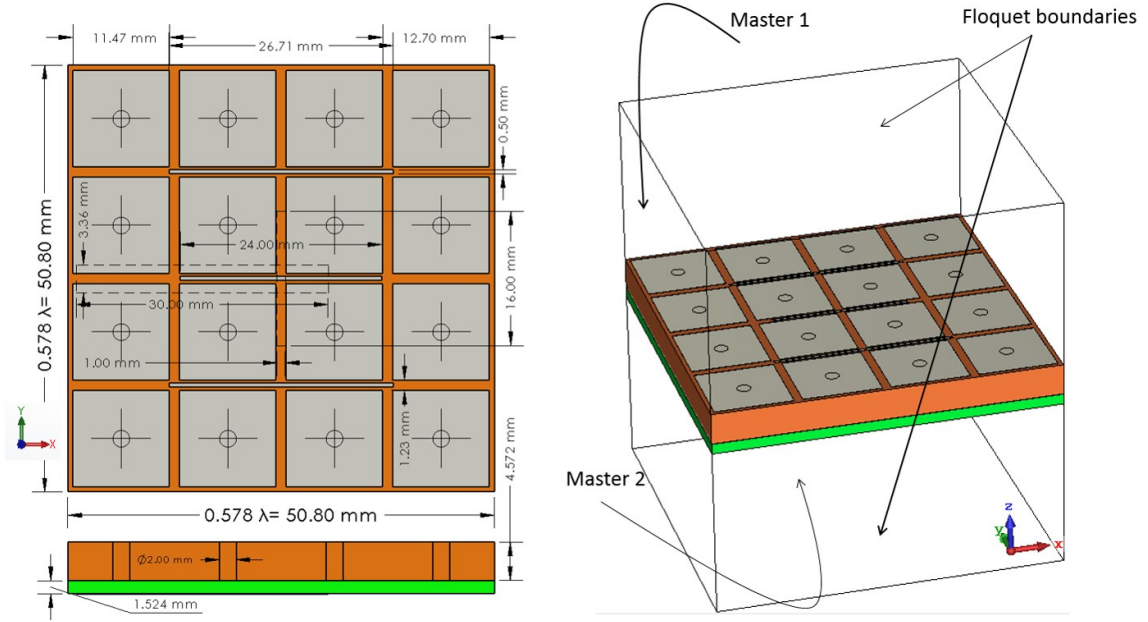 11.47 mm
26.71 mm
12.70 mm
0.50 mm
0.578 λ= 50.80 mm
3.36 mm
24.00 mm
30.00 mm
16.00 mm
1.00 mm
1.23 mm
4.572 mm
Y
X
0.578 λ= 50.80 mm
Ø2.00 mm
1.524 mm
Master 1
Floquet boundaries
Master 2
z
y
x